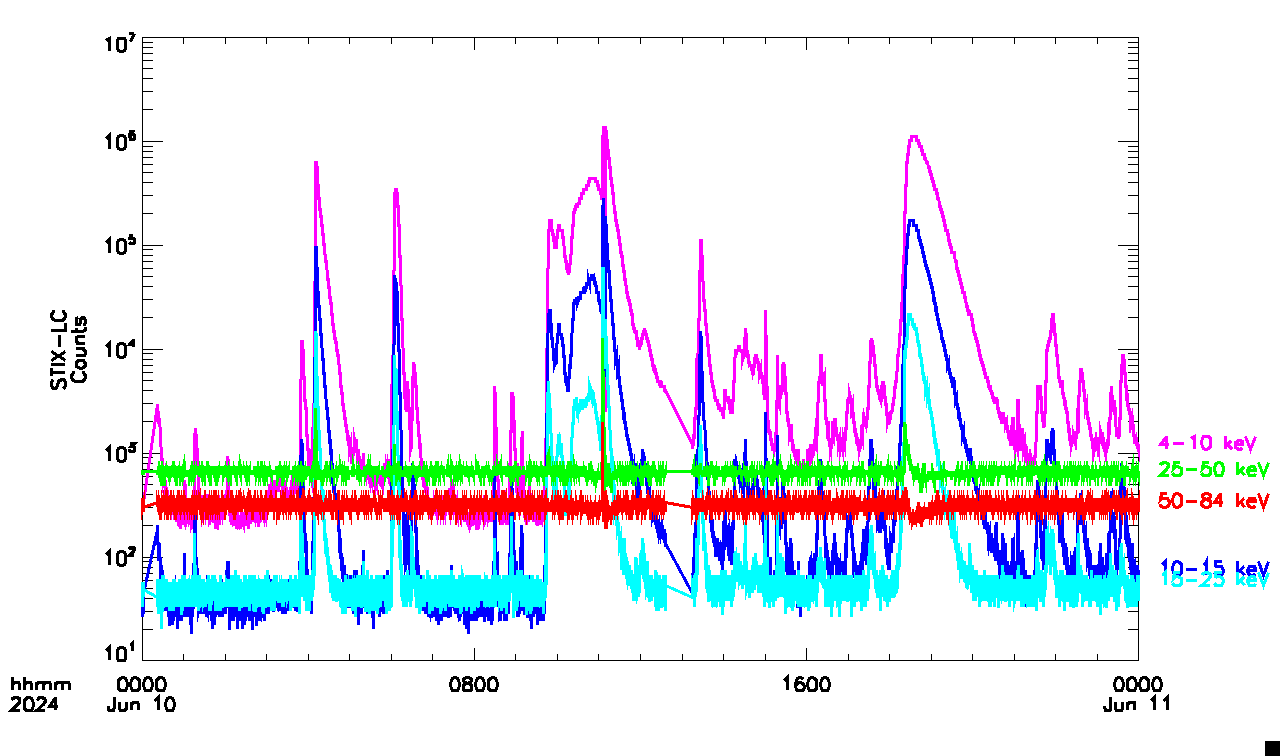 10⁷
10⁶
10⁵
10⁴
10³
10²
10¹
STIX-LC
Counts
4-10 keV
25-50 keV
50-84 keV
10-15 keV
15-25 keV
hhmm 0000 0800 1600 0000
2024 Jun 10 Jun 11